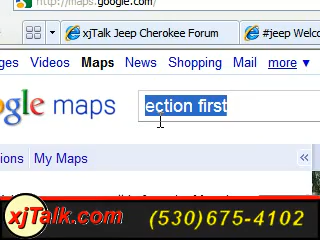 http://maps.google.com/
xjTalk Jeep Cherokee Forum
#jeep Welco
ges Videos Maps News Shopping Mail more ▼
ogle maps
ection first
ions My Maps «
xjTalk.com (530)675-4102